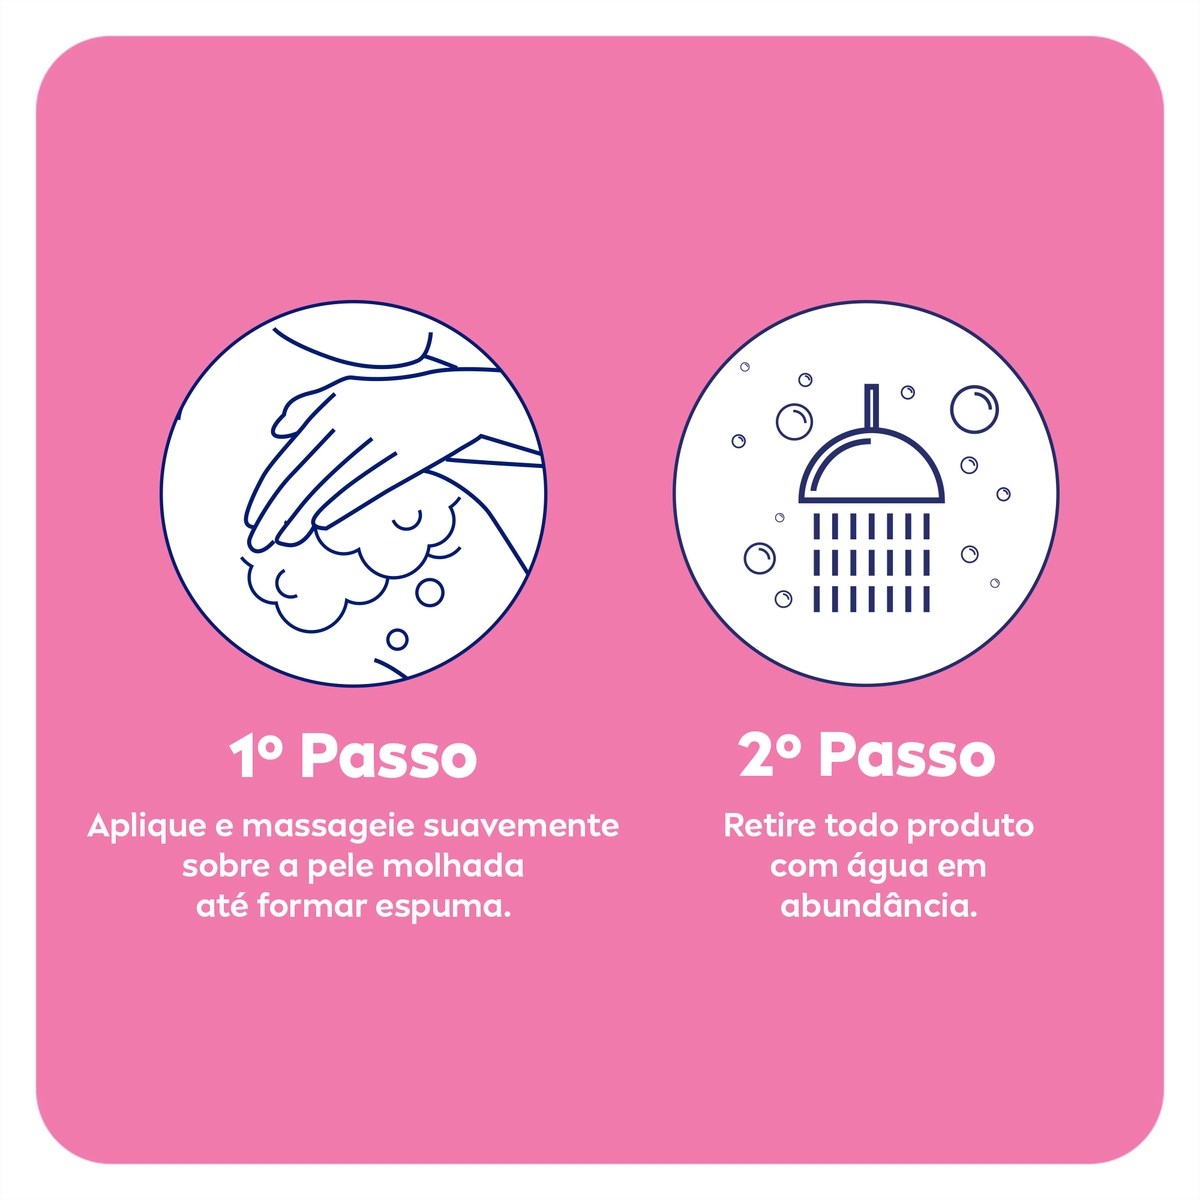 1º Passo
Aplique e massageie suavemente
sobre a pele molhada
até formar espuma.
2º Passo
Retire todo produto
com água em
abundância.